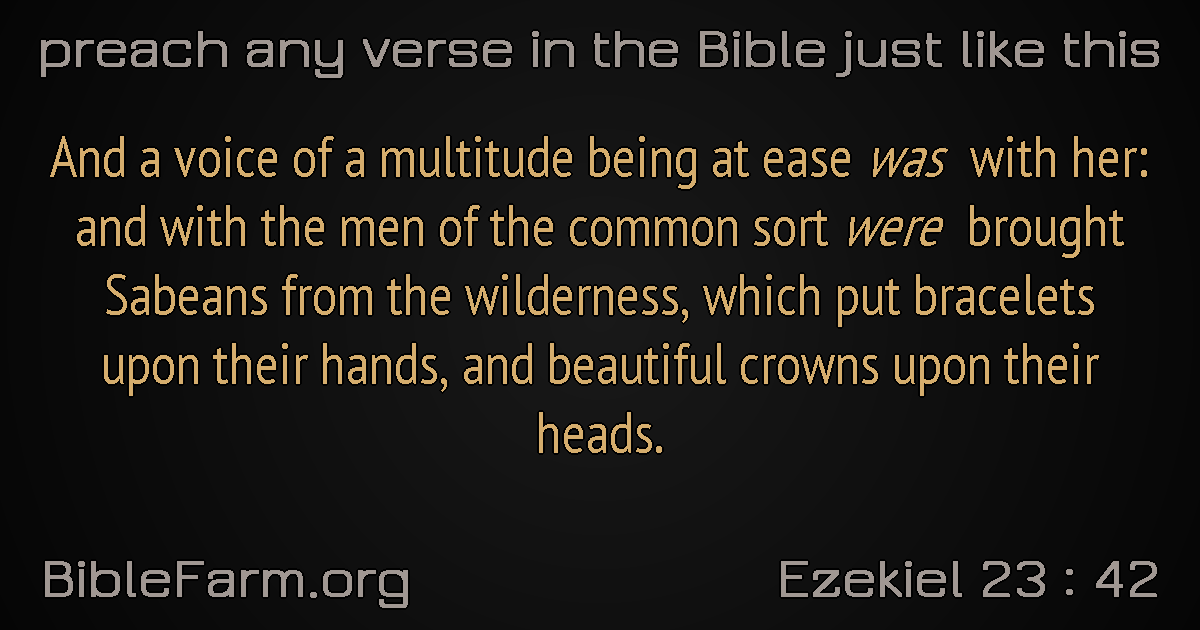 preach any verse in the Bible just like this
And a voice of a multitude being at ease was with her:
and with the men of the common sort were brought
Sabeans from the wilderness, which put bracelets
upon their hands, and beautiful crowns upon their
heads.
BibleFarm.org
Ezekiel 23 : 42